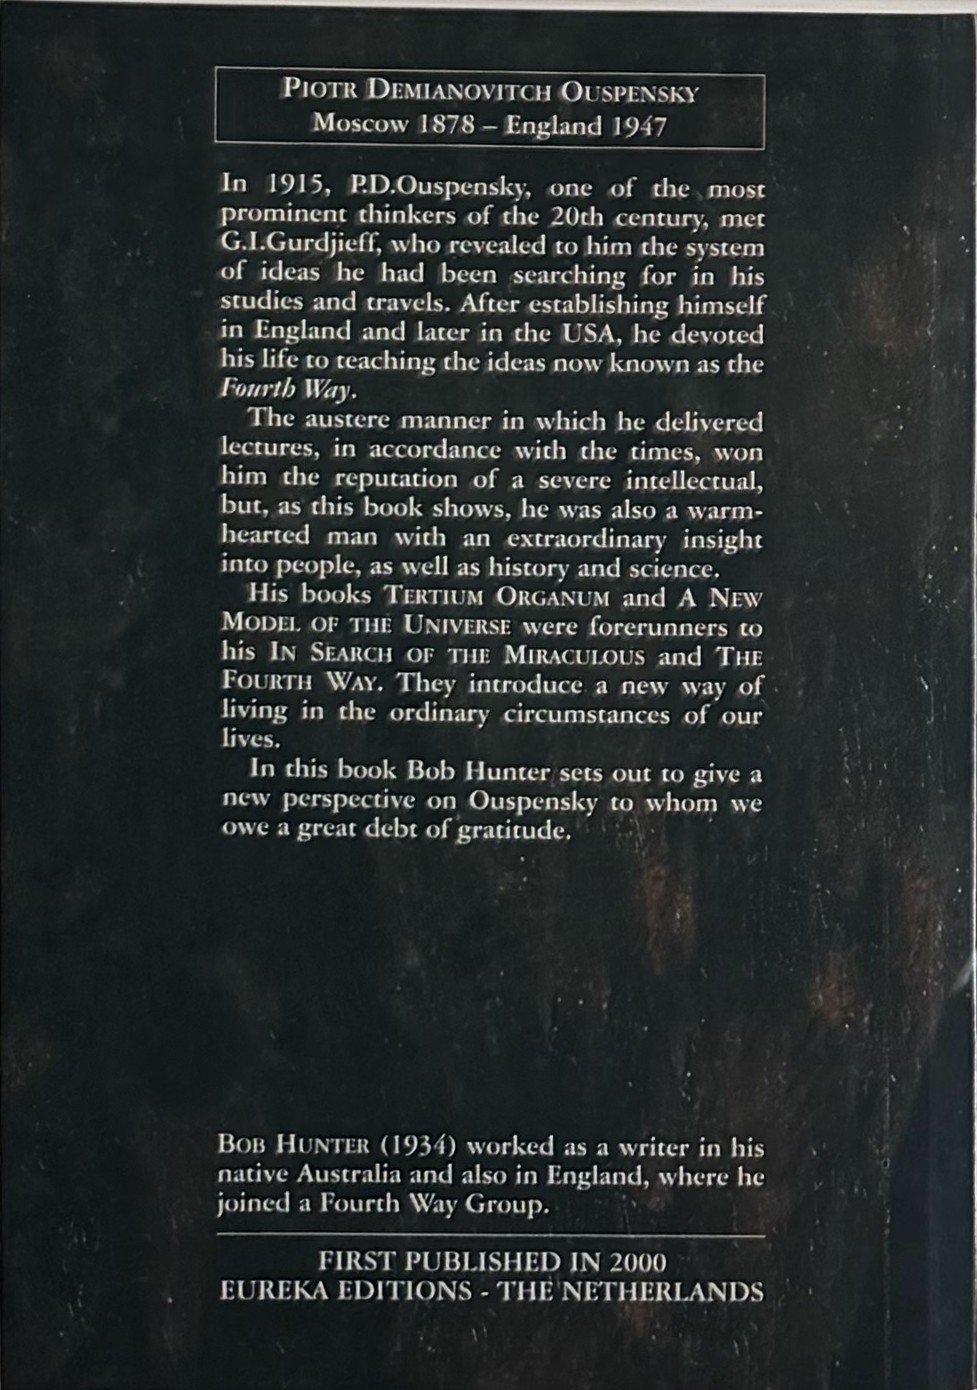 PIOTR DEMIANOVITCH OUSPENSKY
Moscow 1878 – England 1947
In 1915, P.D.Ouspensky, one of the most
prominent thinkers of the 20th century, met
G.I.Gurdjieff, who revealed to him the system
of ideas he had been searching for in his
studies and travels. After establishing himself
in England and later in the USA, he devoted
his life to teaching the ideas now known as the
Fourth Way.
The austere manner in which he delivered
lectures, in accordance with the times, won
him the reputation of a severe intellectual,
but, as this book shows, he was also a warm-
hearted man with an extraordinary insight
into people, as well as history and science.
His books TERTIUM ORGANUM and A NEW
MODEL OF THE UNIVERSE were forerunners to
his IN SEARCH OF THE MIRACULOUS and THE
FOURTH WAY. They introduce a new way of
living in the ordinary circumstances of our
lives.
In this book Bob Hunter sets out to give a
new perspective on Ouspensky to whom we
owe a great debt of gratitude.
BOB HUNTER (1934) worked as a writer in his
native Australia and also in England, where he
joined a Fourth Way Group.
FIRST PUBLISHED IN 2000
EUREKA EDITIONS - THE NETHERLANDS